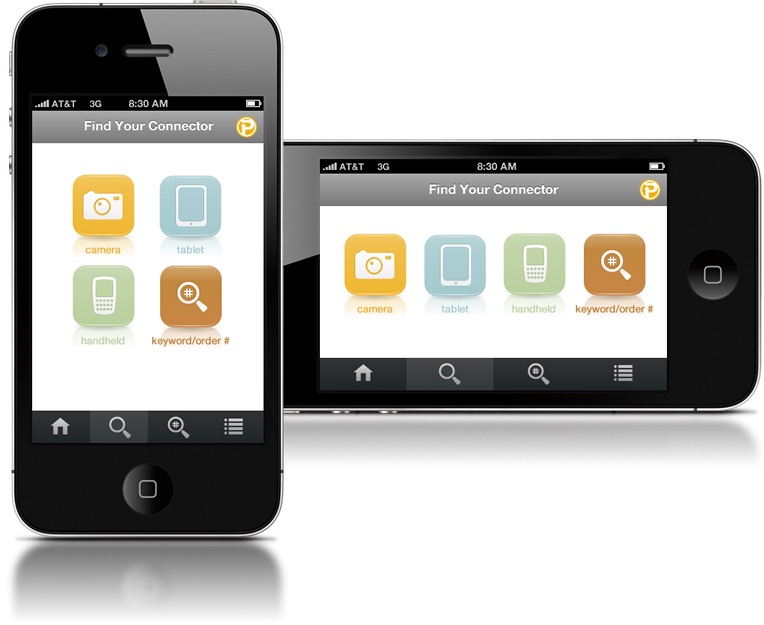 AT&T 3G 8:30 AM
Find Your Connector P
camera tablet
#
handheld keyword/order #
#
AT&T 3G 8:30 AM
Find Your Connector P
#
camera tablet handheld keyword/order #
#